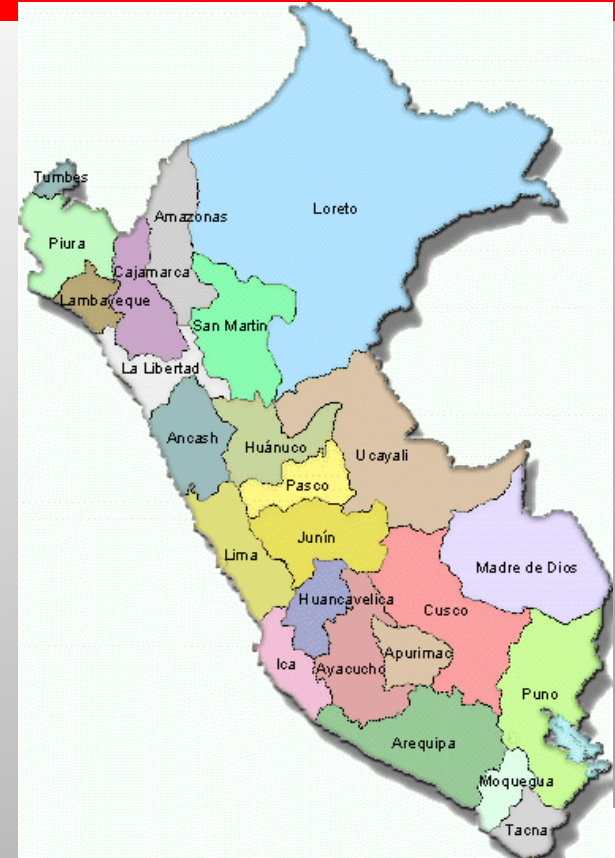 Tumbes
Amazonas
Loreto
Piura
Cajamarca
Lambayeque
San Martin
La Libertad
Ancash
Huánuco
Ucayali
Pasco
Junín
Lima
Madre de Dios
Huancavelica
Cusco
Ica
Ayacucho
Apurimac
Puno
Arequipa
Moquegua
Tacna